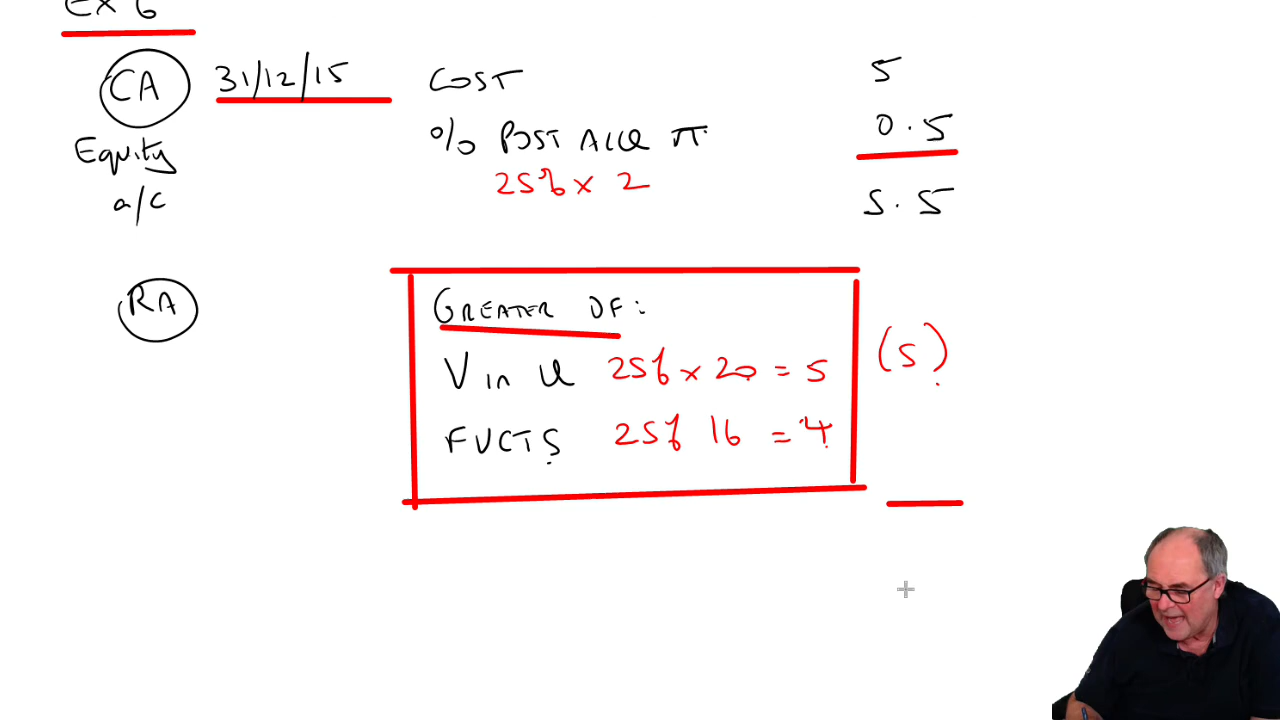 Ex 6
CA 31/12/15 COST 5
Equity % POST ACQ π 0.5
a/c 25% x 2 5.5
RA
GREATER OF:
V in U 25% x 20 = 5 (5)
FVCTS 25% 16 = 4